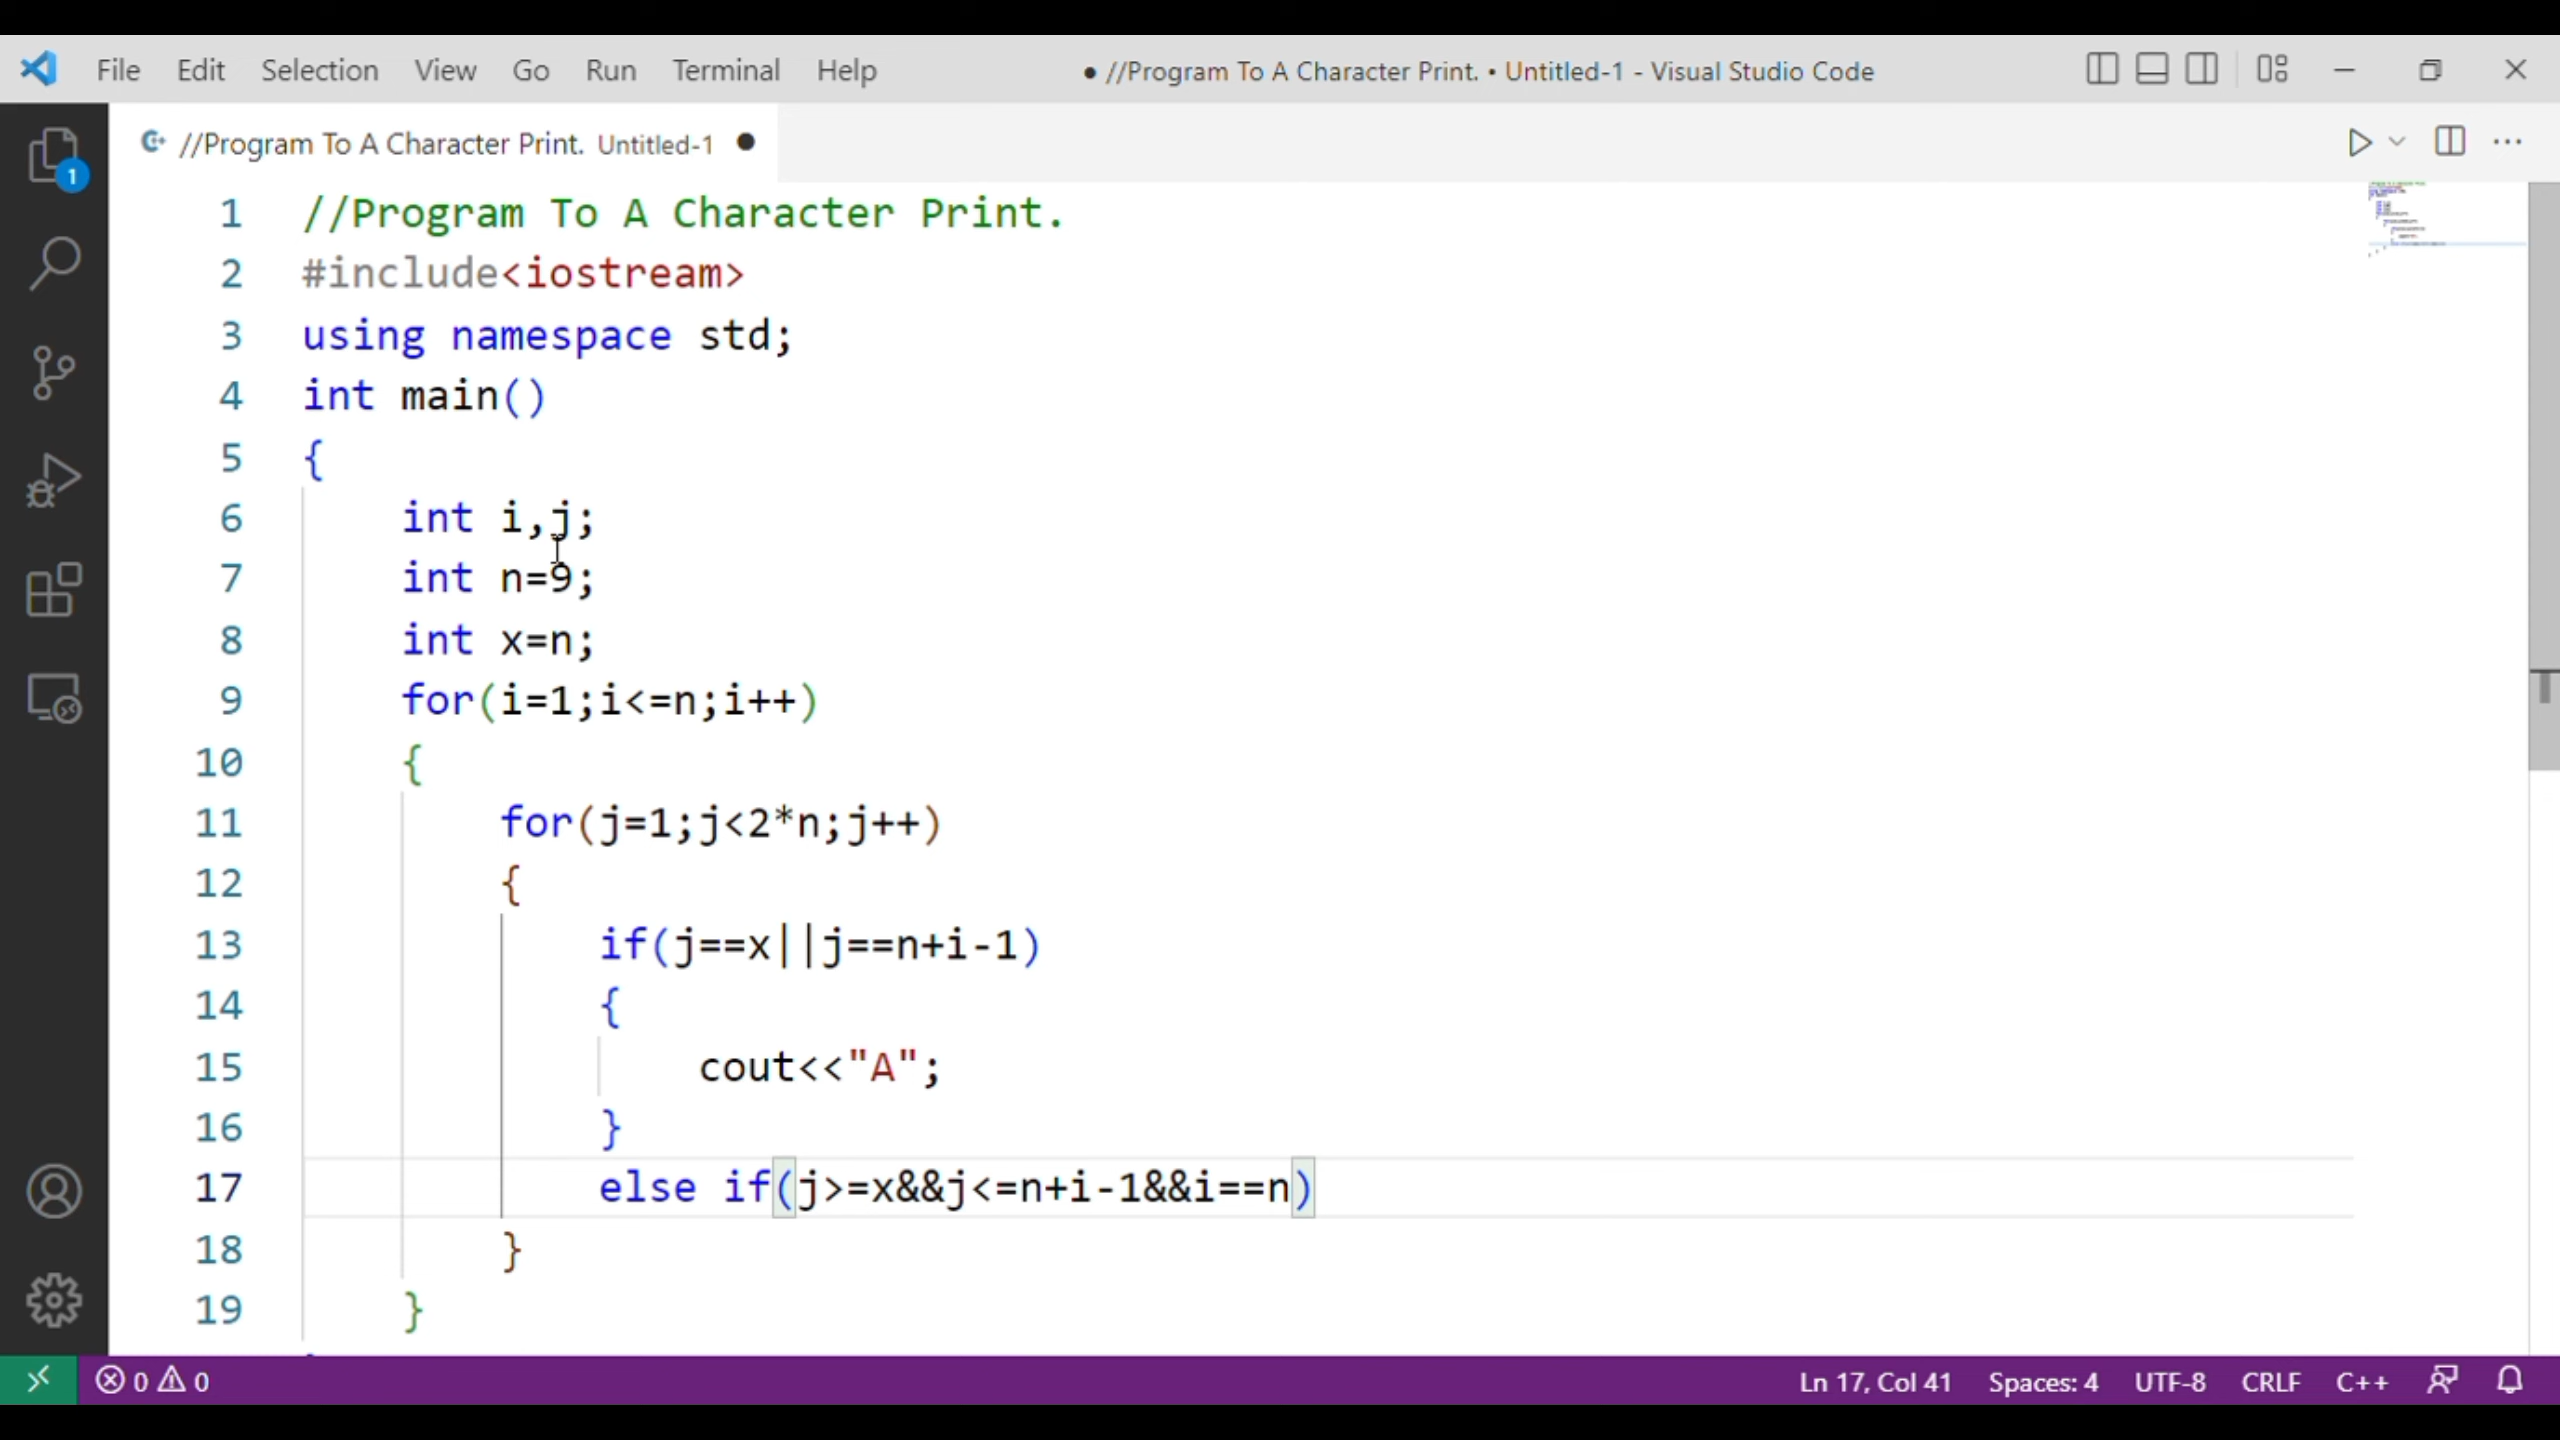 File Edit Selection View Go Run Terminal Help ● //Program To A Character Print. • Untitled-1 - Visual Studio Code
//Program To A Character Print. Untitled-1 ●
1
1 //Program To A Character Print.
2 #include<iostream>
3 using namespace std;
4 int main()
5 {
6 int i,j;
7 int n=9;
8 int x=n;
9 for(i=1;i<=n;i++)
10 {
11 for(j=1;j<2*n;j++)
12 {
13 if(j==x||j==n+i-1)
14 {
15 cout<<"A";
16 }
17 else if(j>=x&&j<=n+i-1&&i==n)
18 }
19 }
0 0 Ln 17, Col 41 Spaces: 4 UTF-8 CRLF C++